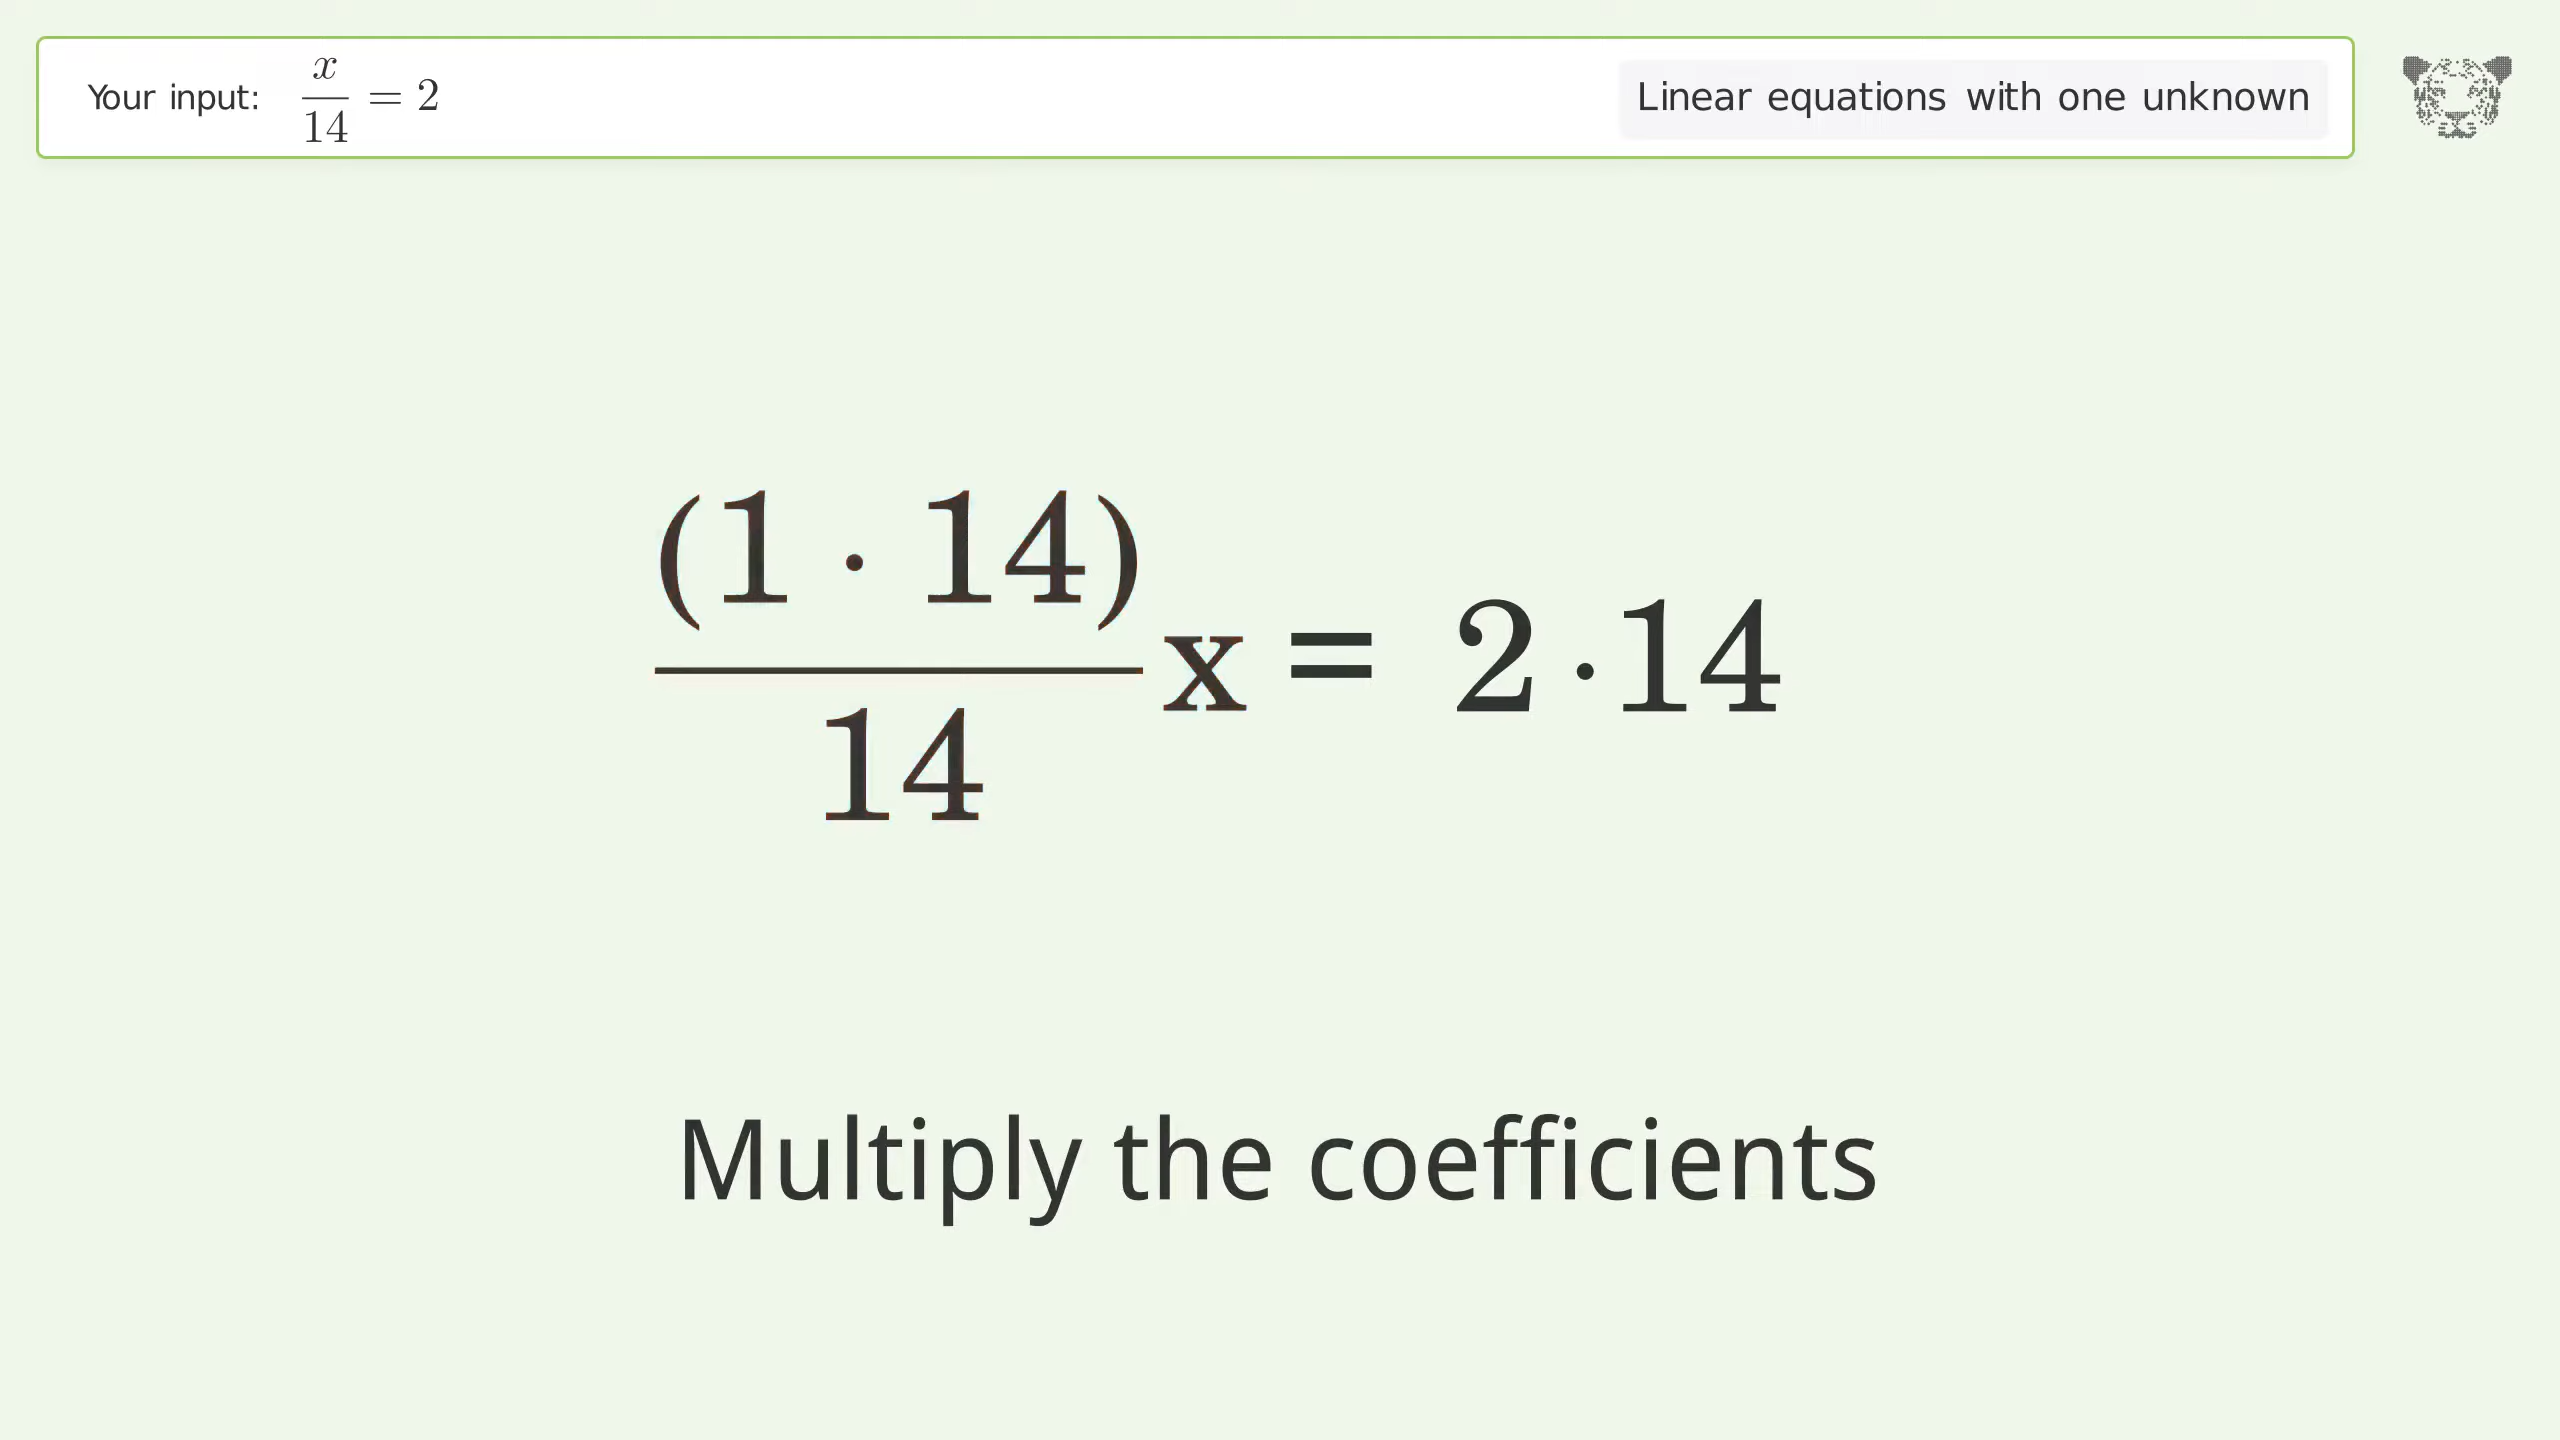 Your input: x/14 = 2
Linear equations with one unknown
(1 · 14)/14 x = 2 · 14
Multiply the coefficients